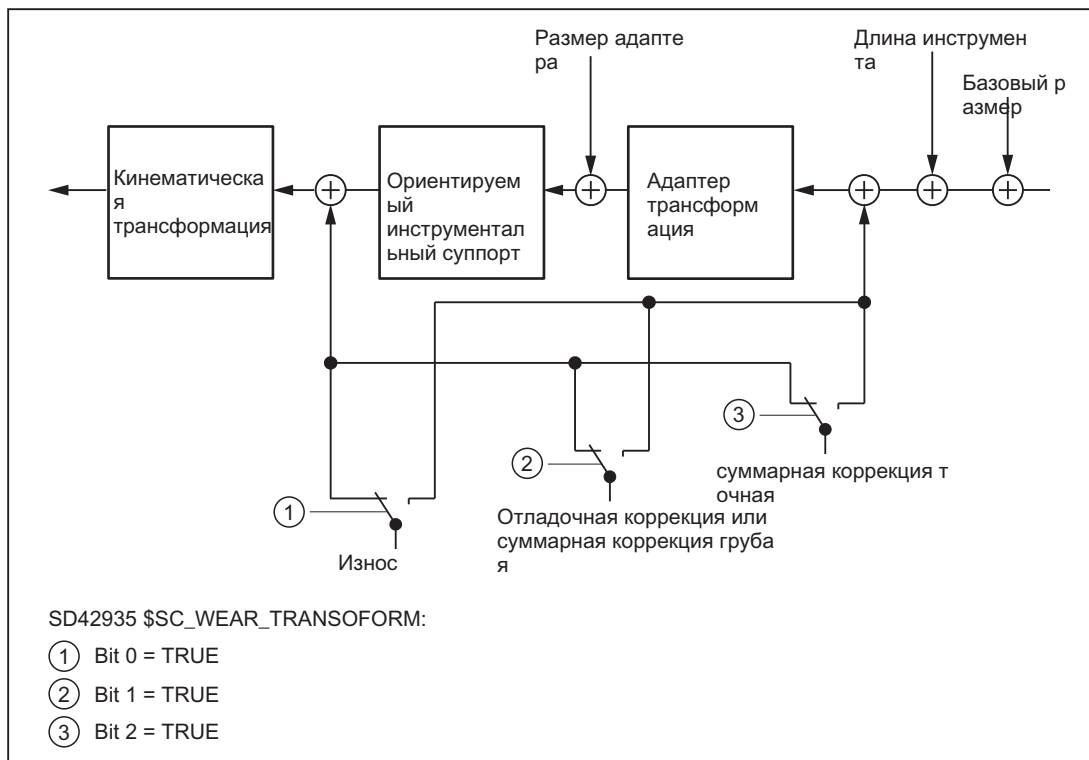 Размер адапте
ра
Длина инструмен
та
Базовый р
азмер
Кинематическа
я
трансформация
Ориентируем
ый
инструментал
ьный суппорт
Адаптер
трансформ
ация
3
суммарная коррекция т
очная
2
Отладочная коррекция или
суммарная коррекция груба
я
1
Износ
SD42935 $SC_WEAR_TRANSOFORM:
1 Bit 0 = TRUE
2 Bit 1 = TRUE
3 Bit 2 = TRUE